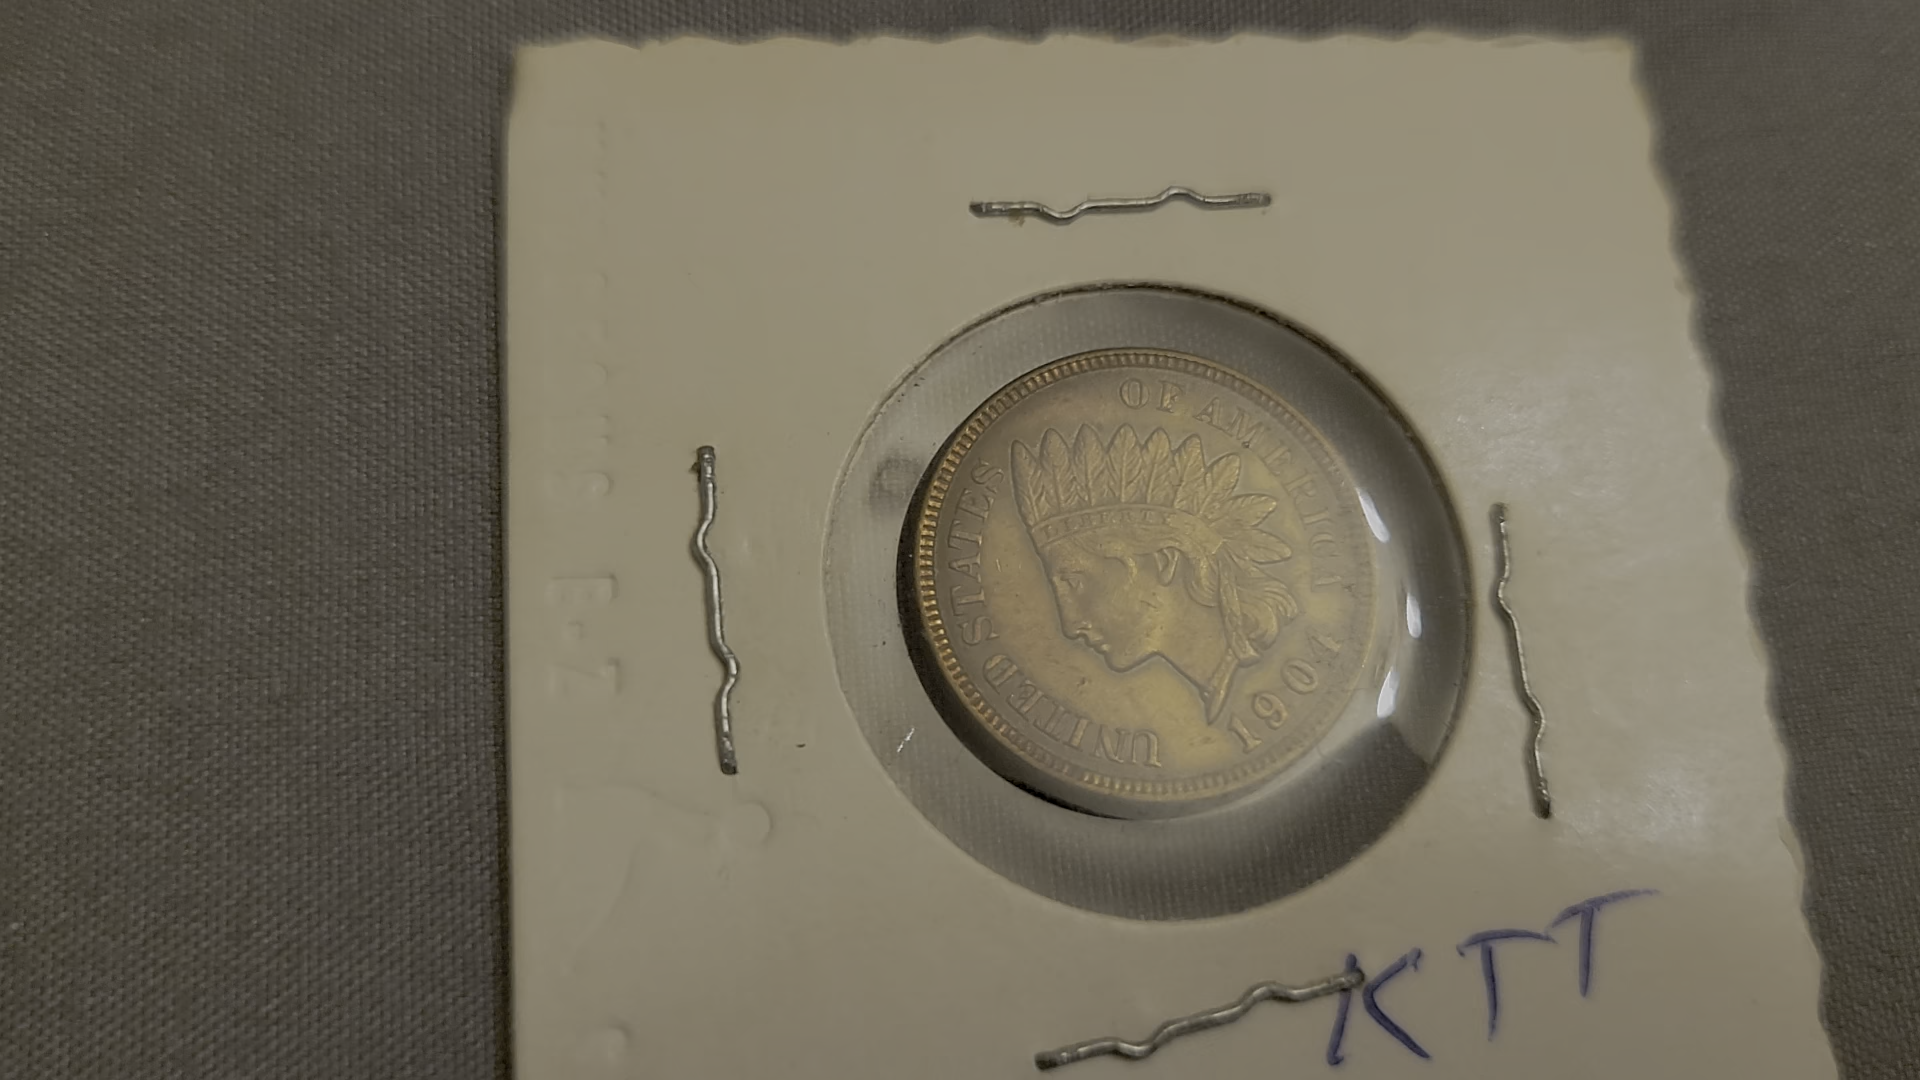 UNITED STATES OF AMERICA
LIBERTY
1904
KTT